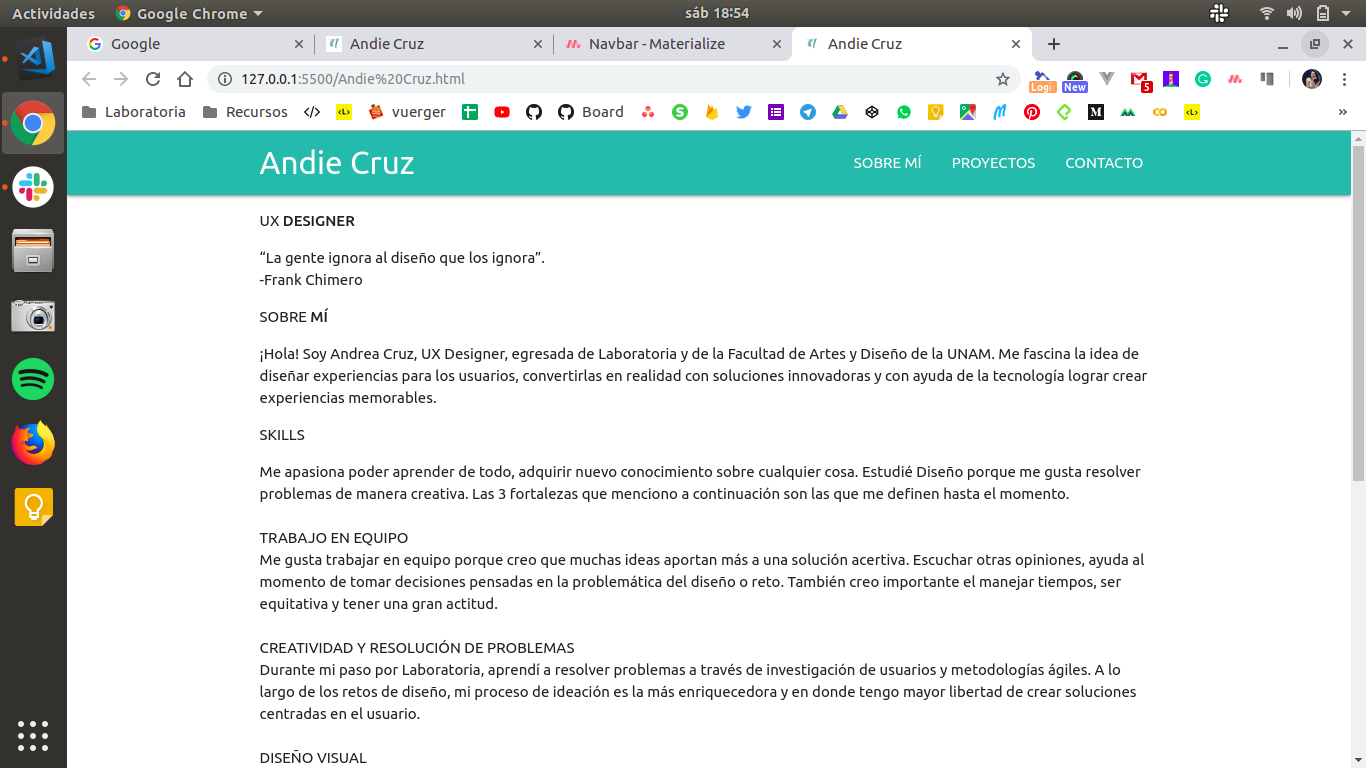 Actividades Google Chrome sáb 18:54
Google Andie Cruz Navbar - Materialize Andie Cruz
127.0.0.1:5500/Andie%20Cruz.html Logi New 5
Laboratoria Recursos </> <L> vuerger Board M <L> »
Andie Cruz SOBRE MÍ PROYECTOS CONTACTO
UX DESIGNER
“La gente ignora al diseño que los ignora”.
-Frank Chimero
SOBRE MÍ
¡Hola! Soy Andrea Cruz, UX Designer, egresada de Laboratoria y de la Facultad de Artes y Diseño de la UNAM. Me fascina la idea de
diseñar experiencias para los usuarios, convertirlas en realidad con soluciones innovadoras y con ayuda de la tecnología lograr crear
experiencias memorables.
SKILLS
Me apasiona poder aprender de todo, adquirir nuevo conocimiento sobre cualquier cosa. Estudié Diseño porque me gusta resolver
problemas de manera creativa. Las 3 fortalezas que menciono a continuación son las que me definen hasta el momento.
TRABAJO EN EQUIPO
Me gusta trabajar en equipo porque creo que muchas ideas aportan más a una solución acertiva. Escuchar otras opiniones, ayuda al
momento de tomar decisiones pensadas en la problemática del diseño o reto. También creo importante el manejar tiempos, ser
equitativa y tener una gran actitud.
CREATIVIDAD Y RESOLUCIÓN DE PROBLEMAS
Durante mi paso por Laboratoria, aprendí a resolver problemas a través de investigación de usuarios y metodologías ágiles. A lo
largo de los retos de diseño, mi proceso de ideación es la más enriquecedora y en donde tengo mayor libertad de crear soluciones
centradas en el usuario.
DISEÑO VISUAL